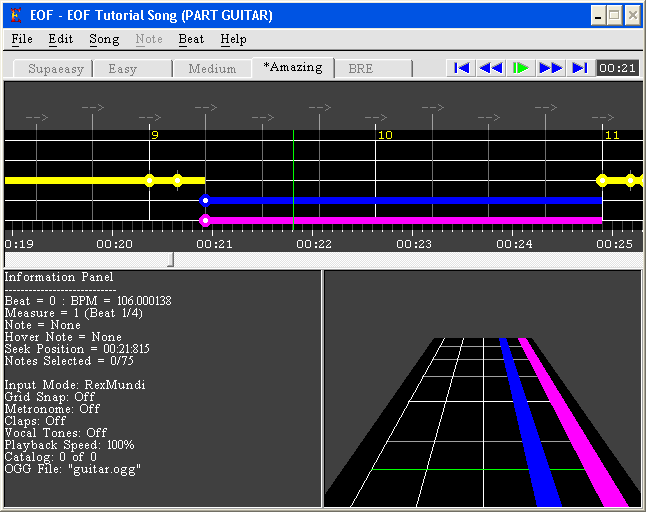 EOF - EOF Tutorial Song (PART GUITAR)
File Edit Song Note Beat Help
Supaeasy Easy Medium *Amazing BRE 00:21
--> --> --> --> --> --> --> --> --> --> -->
9 10 11
00:19 00:20 00:21 00:22 00:23 00:24 00:25
Information Panel
----------------------------
Beat = 0 : BPM = 106.000138
Measure = 1 (Beat 1/4)
Note = None
Hover Note = None
Seek Position = 00:21:815
Notes Selected = 0/75
Input Mode: RexMundi
Grid Snap: Off
Metronome: Off
Claps: Off
Vocal Tones: Off
Playback Speed: 100%
Catalog: 0 of 0
OGG File: "guitar.ogg"